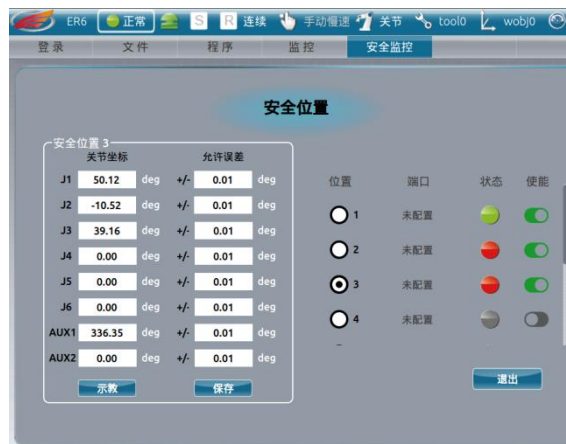 ER6 正常 S R 连续 手动慢速 关节 tool0 wobj0
登录 文件 程序 监控 安全监控
安全位置
安全位置 3
关节坐标 允许误差
位置 端口 状态 使能
J1 50.12 deg +/- 0.01 deg
J2 -10.52 deg +/- 0.01 deg
J3 39.16 deg +/- 0.01 deg
J4 0.00 deg +/- 0.01 deg
J5 0.00 deg +/- 0.01 deg
J6 0.00 deg +/- 0.01 deg
AUX1 336.35 deg +/- 0.01 deg
AUX2 0.00 deg +/- 0.01 deg
1 未配置
2 未配置
3 未配置
4 未配置
示教 保存
退出